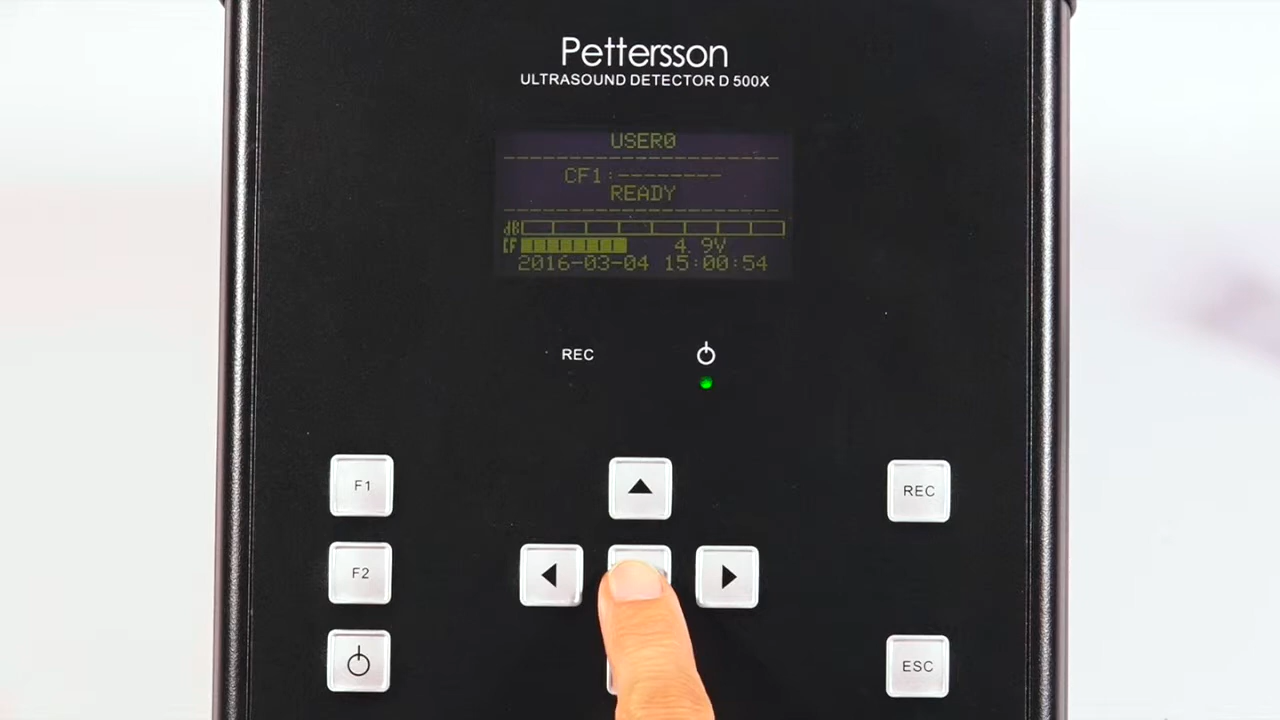 Pettersson
ULTRASOUND DETECTOR D 500X
USER0
CF1:--------
READY
dB
CF 4.9V
2016-03-04 15:00:54
REC
F1
REC
F2
ESC